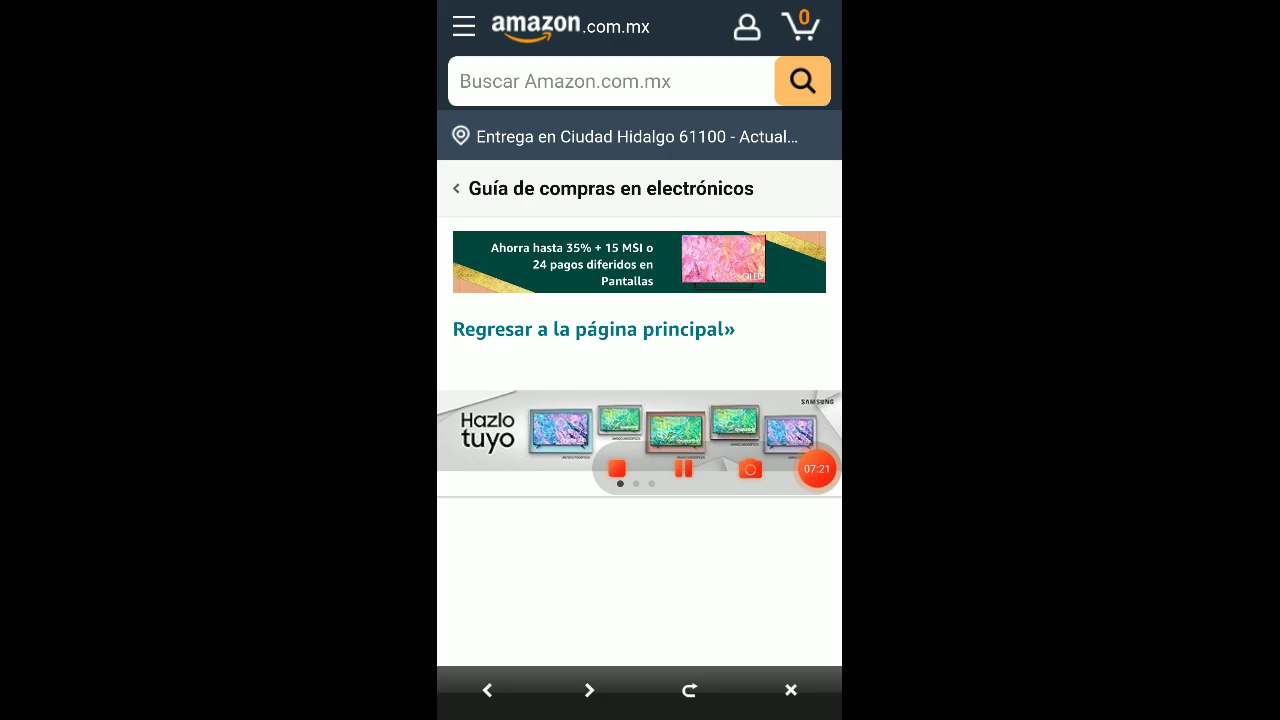 amazon.com.mx
0
Buscar Amazon.com.mx
Entrega en Ciudad Hidalgo 61100 - Actual...
Guía de compras en electrónicos
Ahorra hasta 35% + 15 MSI o
24 pagos diferidos en
Pantallas
QLED
Regresar a la página principal»
SAMSUNG
Hazlo
tuyo
07:21